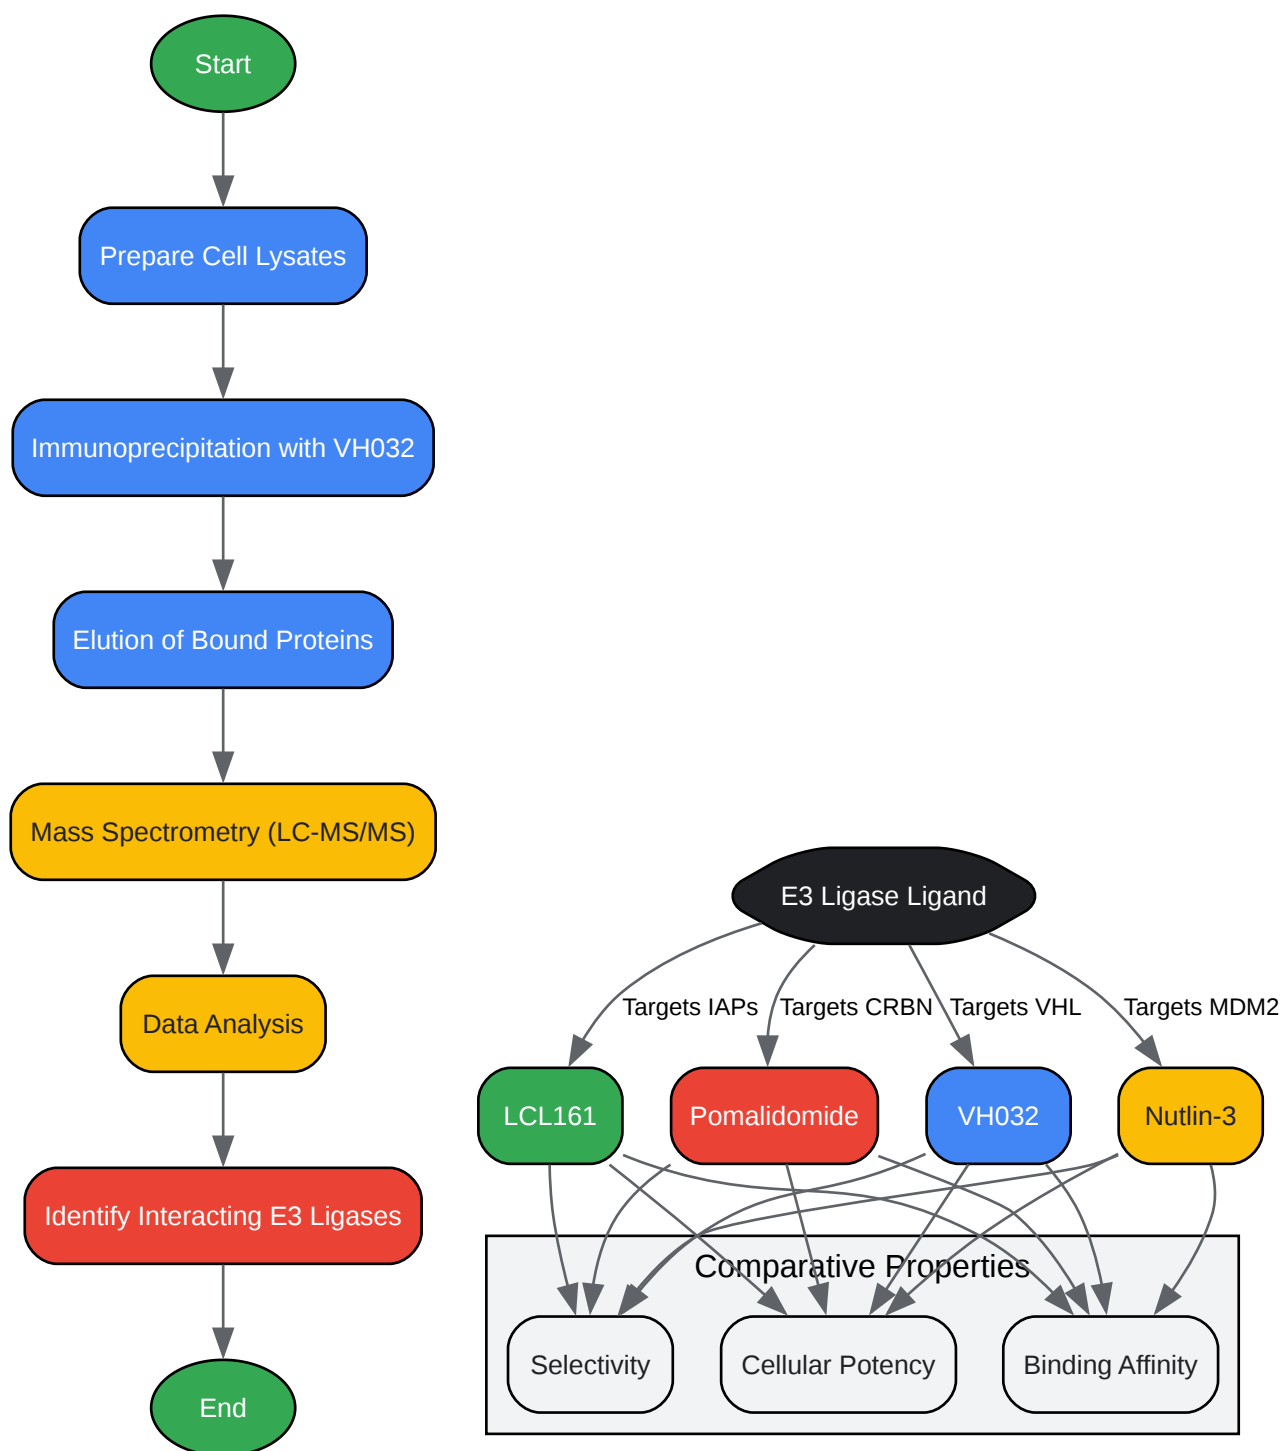 Start
Prepare Cell Lysates
Immunoprecipitation with VH032
Elution of Bound Proteins
Mass Spectrometry (LC-MS/MS)
Data Analysis
Identify Interacting E3 Ligases
End
E3 Ligase Ligand
Targets IAPs
Targets CRBN
Targets VHL
Targets MDM2
LCL161
Pomalidomide
VH032
Nutlin-3
Comparative Properties
Selectivity
Cellular Potency
Binding Affinity